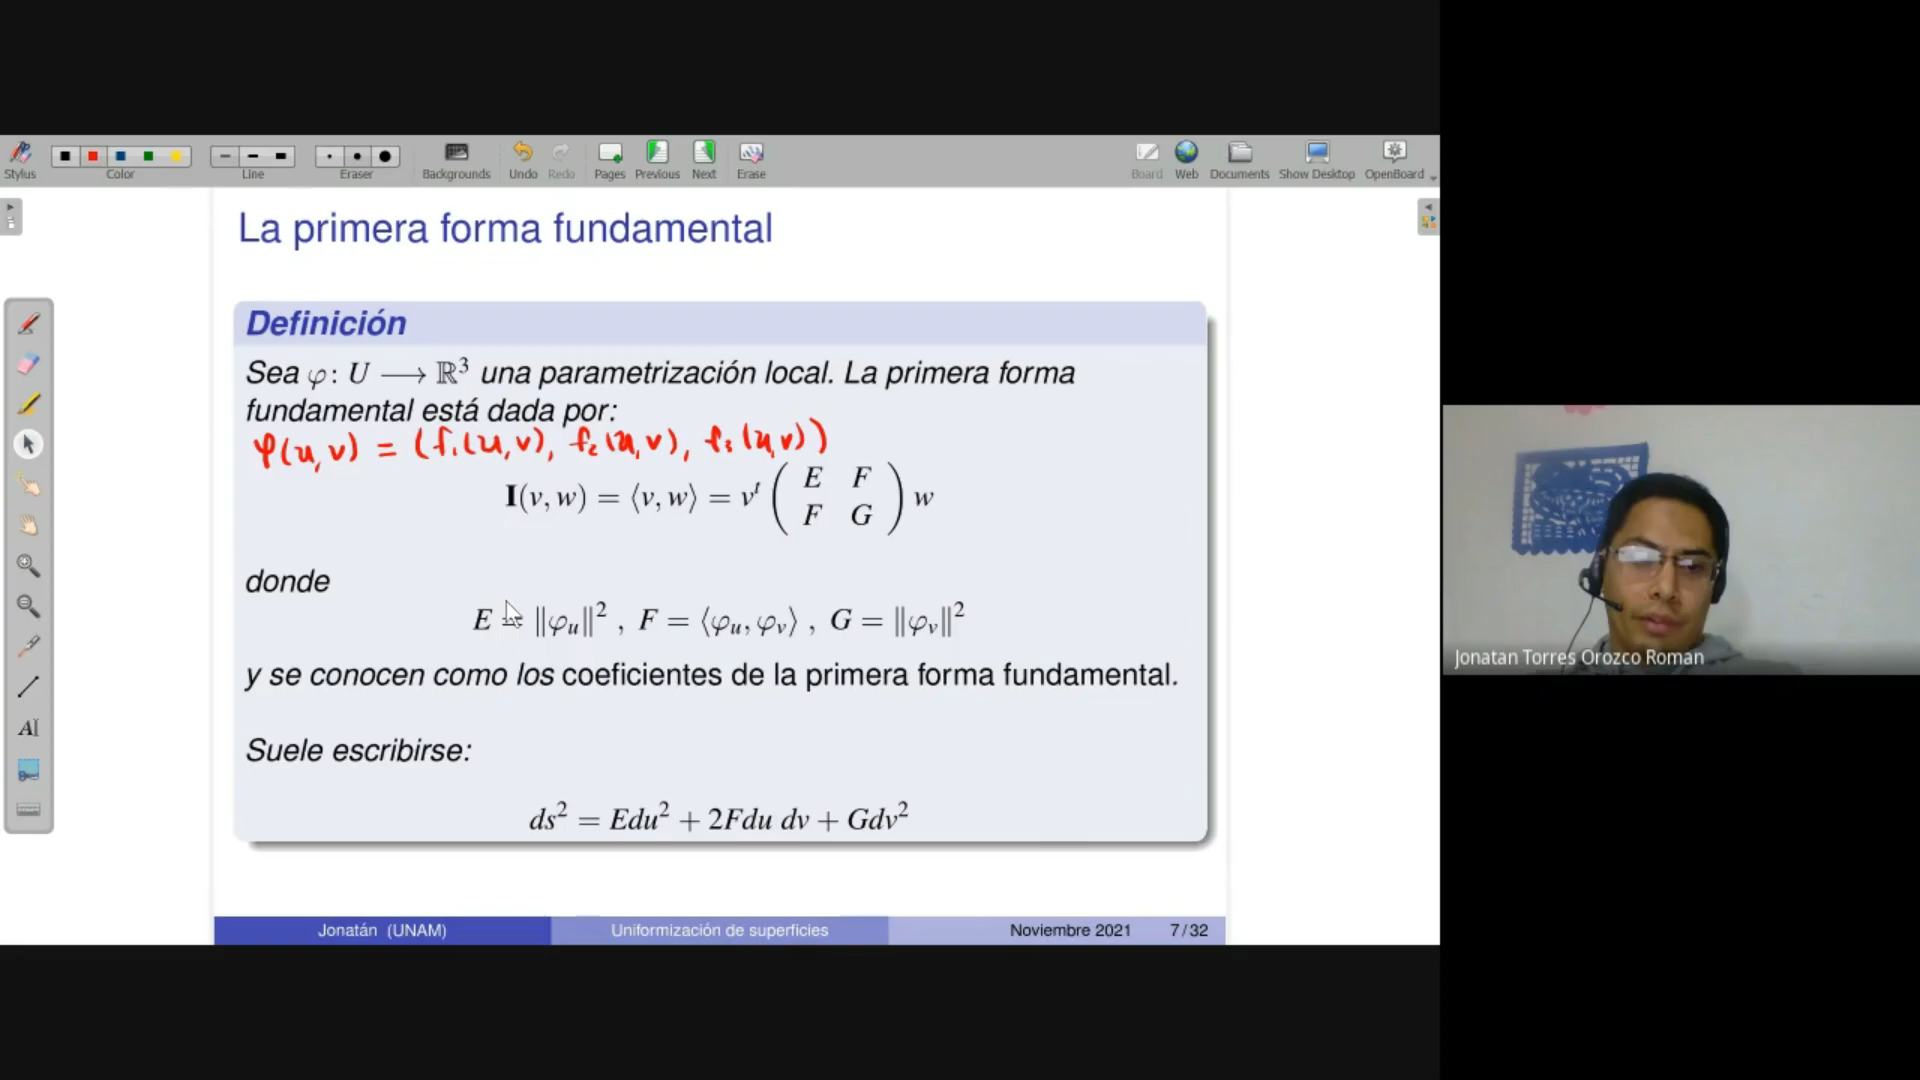 Stylus Color Line Eraser Backgrounds Undo Redo Pages Previous Next Erase Board Web Documents Show Desktop OpenBoard
La primera forma fundamental
Definición
Sea φ: U ⟶ ℝ³ una parametrización local. La primera forma
fundamental está dada por:
φ(u,v) = (f₁(u,v), f₂(u,v), f₃(u,v))
I(v, w) = ⟨v, w⟩ = vᵗ ( E F
F G ) w
donde
E = ‖φᵤ‖² , F = ⟨φᵤ, φᵥ⟩ , G = ‖φᵥ‖²
y se conocen como los coeficientes de la primera forma fundamental.
Suele escribirse:
ds² = Edu² + 2Fdu dv + Gdv²
Jonatán (UNAM) Uniformización de superficies Noviembre 2021 7 / 32
Jonatan Torres Orozco Roman